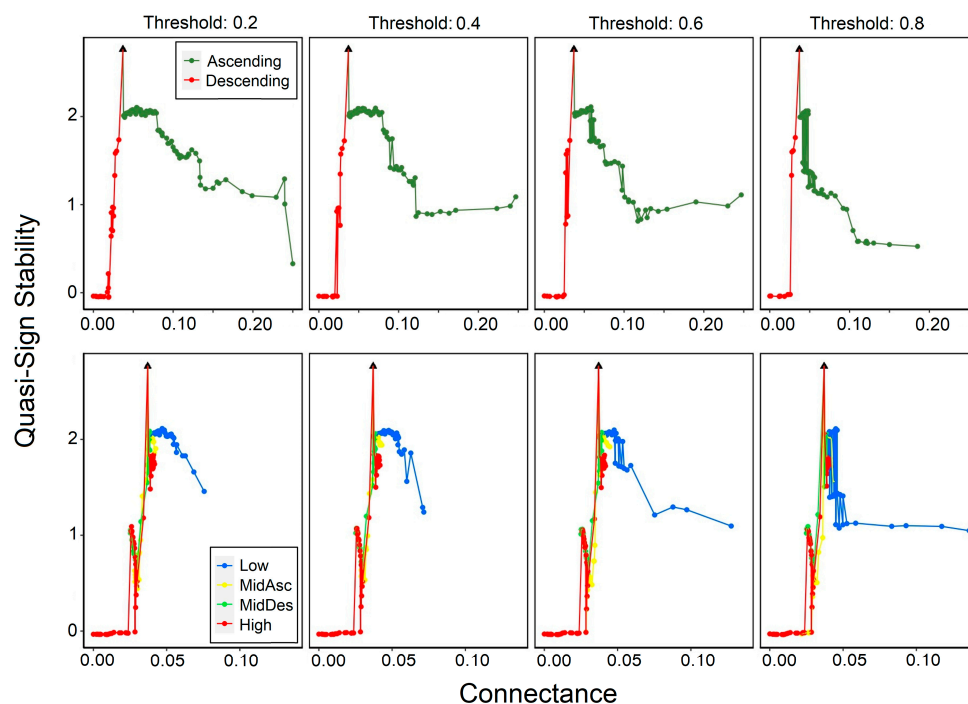 Threshold: 0.2 Threshold: 0.4 Threshold: 0.6 Threshold: 0.8
Quasi-Sign Stability
2
1
0
Ascending
Descending
0.00 0.10 0.20 0.00 0.10 0.20 0.00 0.10 0.20 0.00 0.10 0.20
2
1
0
Low
MidAsc
MidDes
High
0.00 0.05 0.10 0.00 0.05 0.10 0.00 0.05 0.10 0.00 0.05 0.10
Connectance